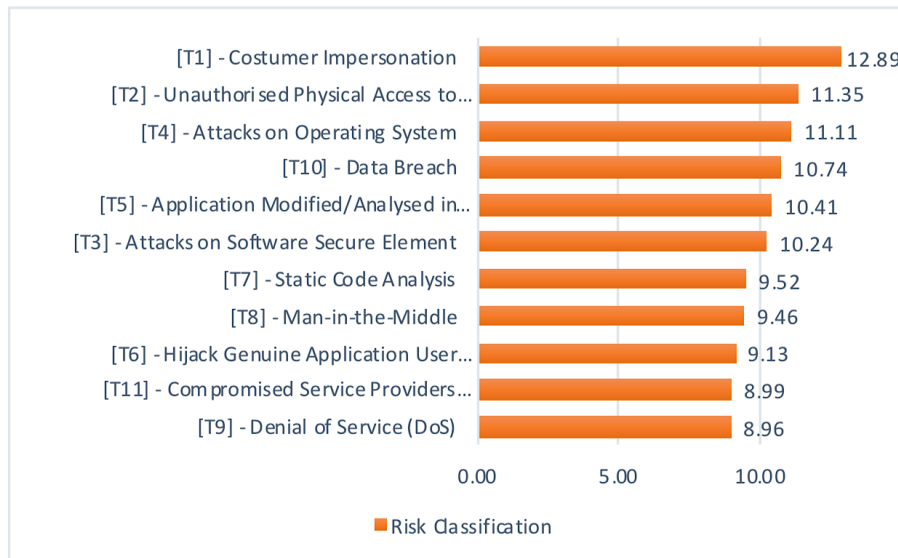 [T1] - Costumer Impersonation 12.89
[T2] - Unauthorised Physical Access to... 11.35
[T4] - Attacks on Operating System 11.11
[T10] - Data Breach 10.74
[T5] - Application Modified/Analysed in... 10.41
[T3] - Attacks on Software Secure Element 10.24
[T7] - Static Code Analysis 9.52
[T8] - Man-in-the-Middle 9.46
[T6] - Hijack Genuine Application User... 9.13
[T11] - Compromised Service Providers... 8.99
[T9] - Denial of Service (DoS) 8.96
0.00 5.00 10.00
Risk Classification